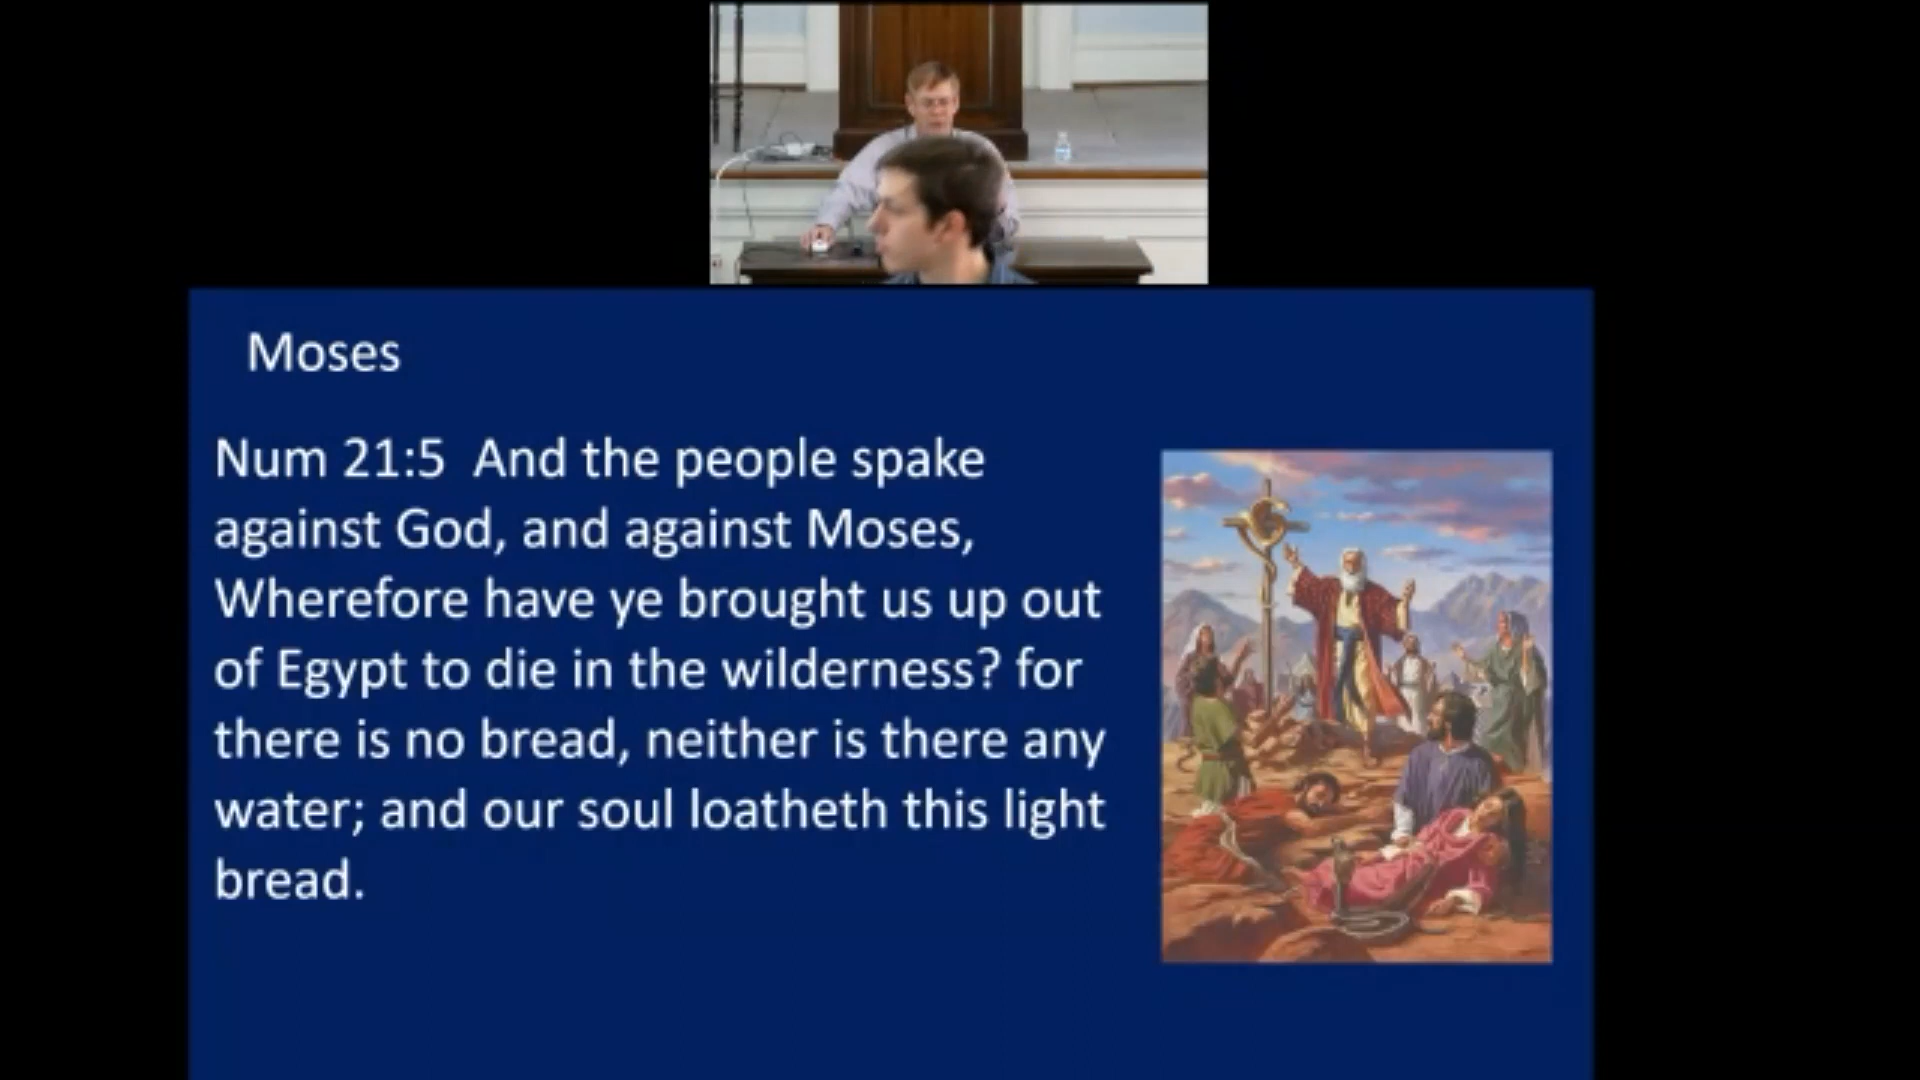 Moses
Num 21:5  And the people spake
against God, and against Moses,
Wherefore have ye brought us up out
of Egypt to die in the wilderness? for
there is no bread, neither is there any
water; and our soul loatheth this light
bread.